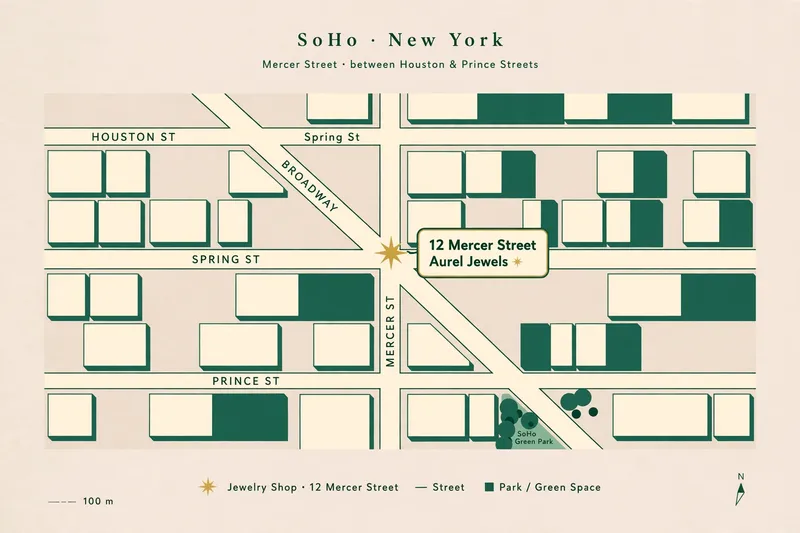 SoHo · New York
Mercer Street · between Houston & Prince Streets
HOUSTON ST
Spring St
BROADWAY
12 Mercer Street
Aurel Jewels
SPRING ST
MERCER ST
PRINCE ST
SoHo
Green Park
Jewelry Shop · 12 Mercer Street
Street
Park / Green Space
N
100 m